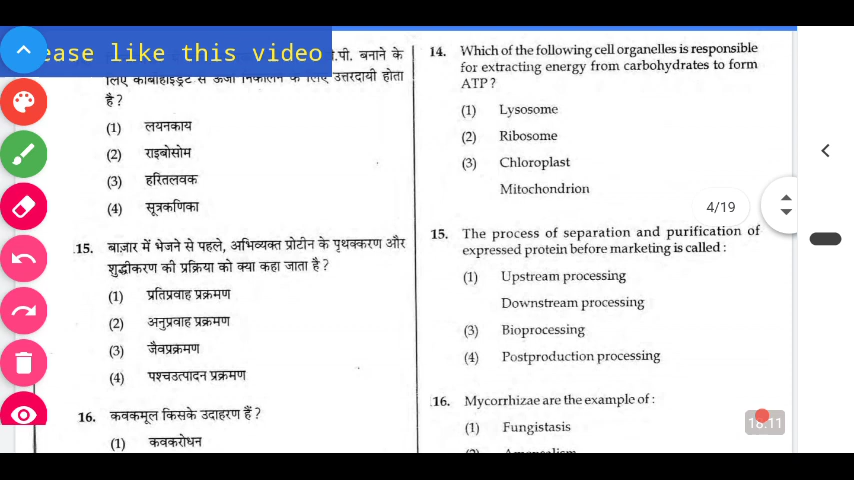 ease like this video
.पी. बनाने के
लिए कार्बोहाइड्रेट से ऊर्जा निकालने के लिए उत्तरदायी होता
है ?
(1) लयनकाय
(2) राइबोसोम
(3) हरितलवक
(4) सूत्रकणिका
15. बाज़ार में भेजने से पहले, अभिव्यक्त प्रोटीन के पृथक्करण और
शुद्धीकरण की प्रक्रिया को क्या कहा जाता है ?
(1) प्रतिप्रवाह प्रक्रमण
(2) अनुप्रवाह प्रक्रमण
(3) जैवप्रक्रमण
(4) पश्चउत्पादन प्रक्रमण
16. कवकमूल किसके उदाहरण हैं ?
(1) कवकरोधन
14. Which of the following cell organelles is responsible
for extracting energy from carbohydrates to form
ATP ?
(1) Lysosome
(2) Ribosome
(3) Chloroplast
Mitochondrion
15. The process of separation and purification of
expressed protein before marketing is called :
(1) Upstream processing
Downstream processing
(3) Bioprocessing
(4) Postproduction processing
16. Mycorrhizae are the example of :
(1) Fungistasis
(2) Amensalism
4/19
18:11